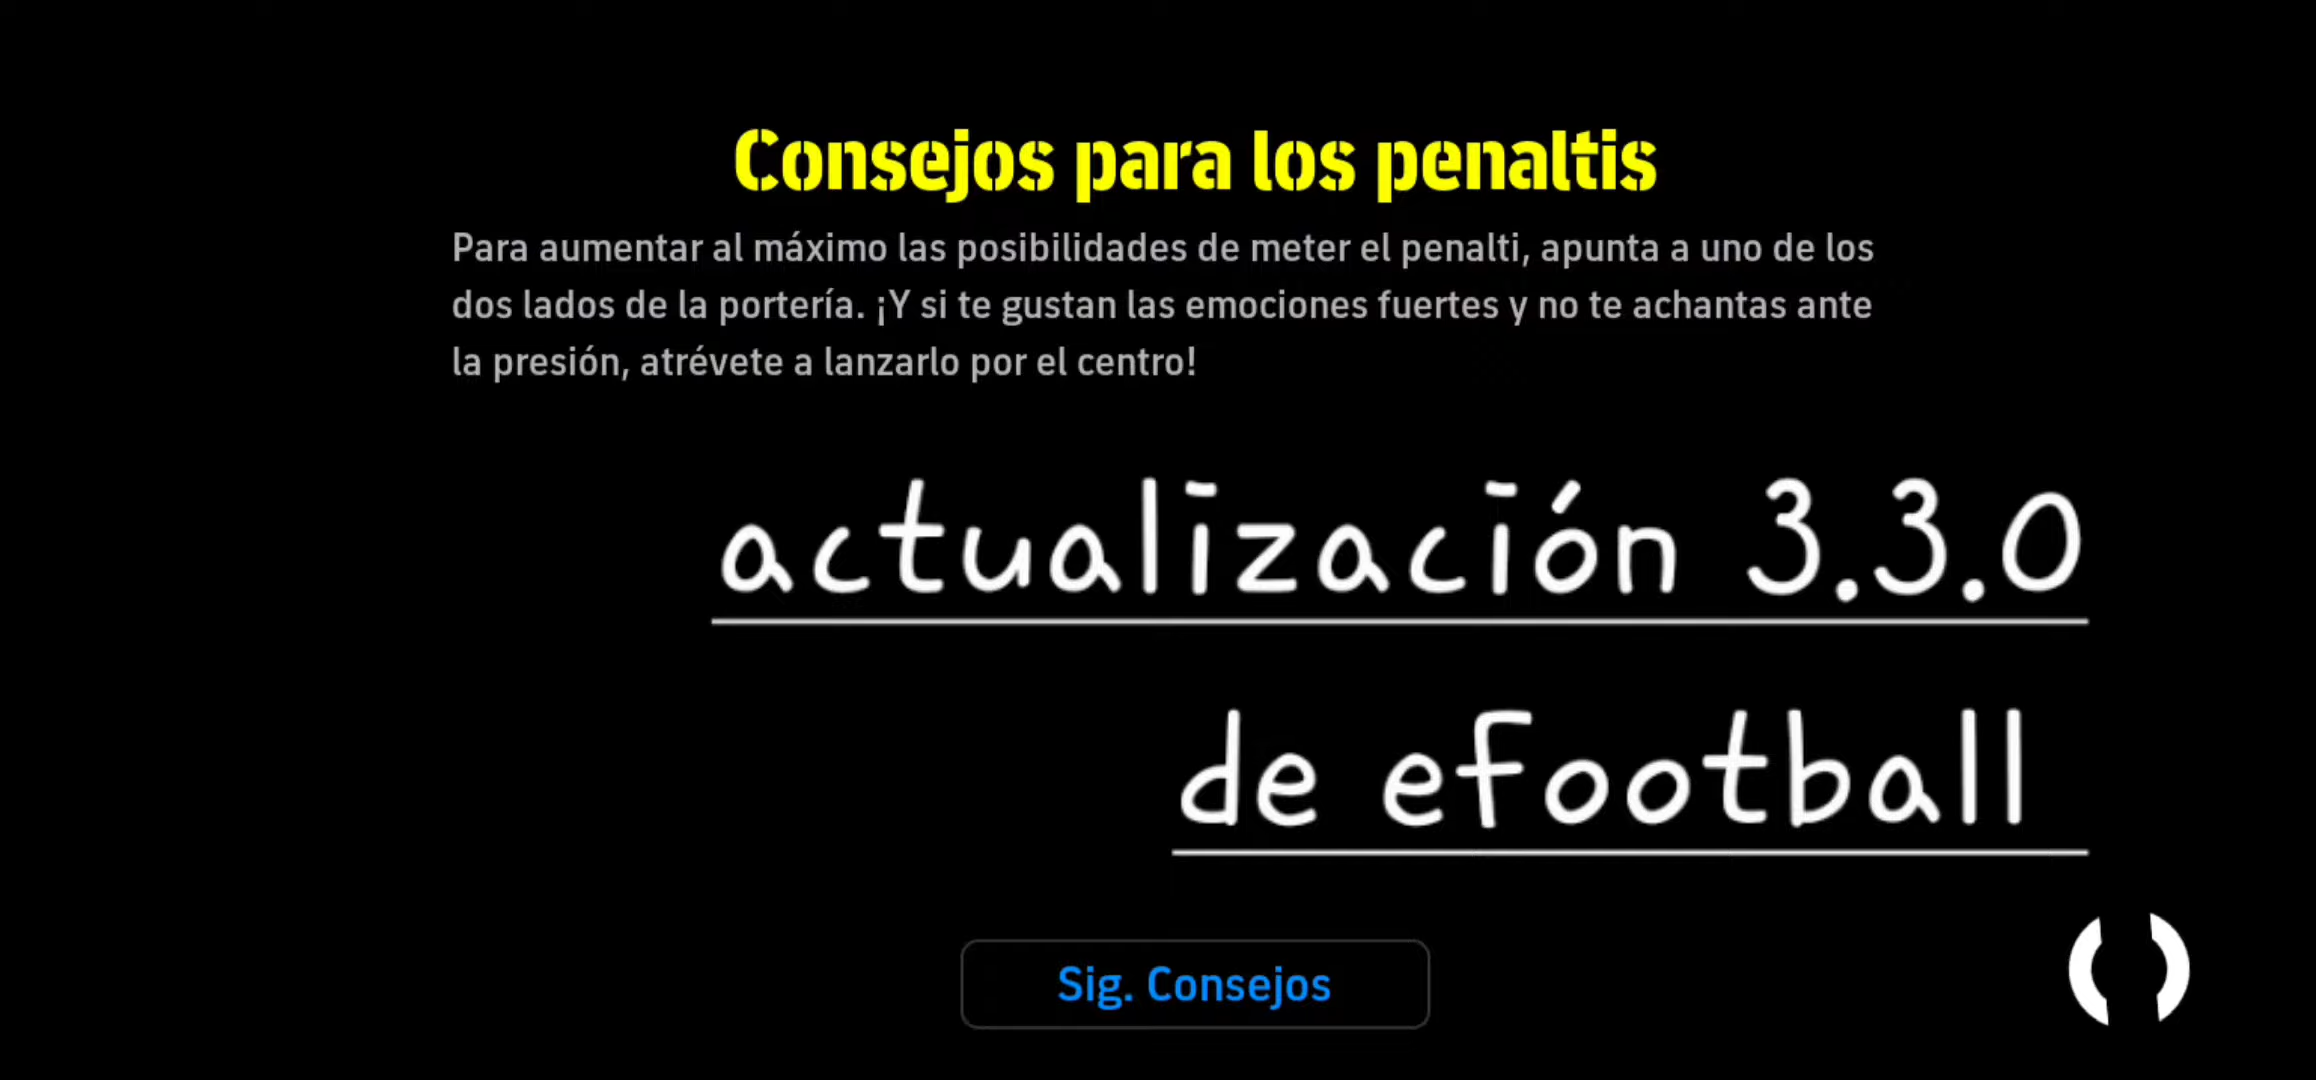 Consejos para los penaltis
Para aumentar al máximo las posibilidades de meter el penalti, apunta a uno de los
dos lados de la portería. ¡Y si te gustan las emociones fuertes y no te achantas ante
la presión, atrévete a lanzarlo por el centro!
actualización 3.3.0
de efootball
Sig. Consejos